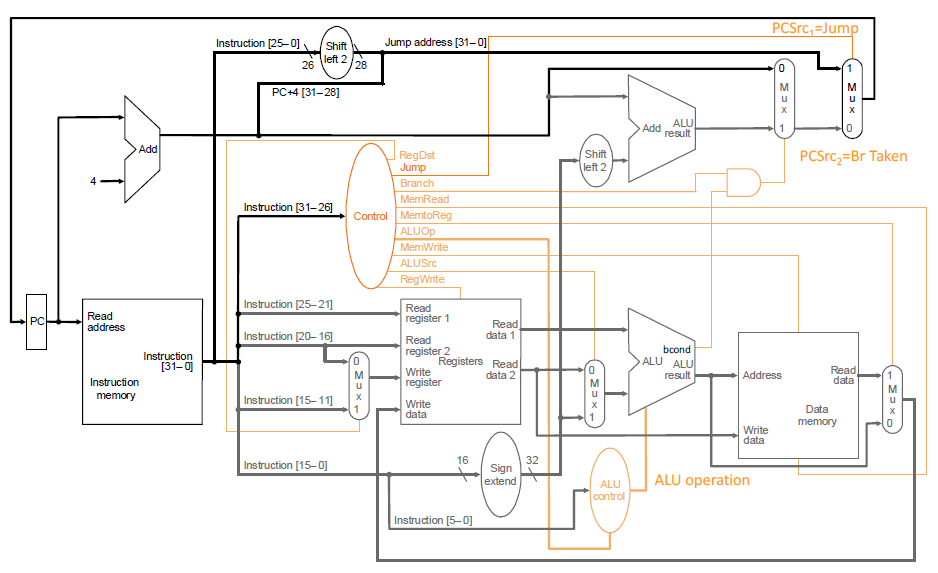 PCSrc1=Jump
Instruction [25–0]
Shift
left 2
Jump address [31–0]
26
28
PC+4 [31–28]
Add
4
0
M
u
x
1
1
M
u
x
0
Add
ALU
result
Shift
left 2
PCSrc2=Br Taken
RegDst
Jump
Branch
MemRead
MemtoReg
ALUOp
MemWrite
ALUSrc
RegWrite
Control
Instruction [31–26]
PC
Read
address
Instruction
[31–0]
Instruction
memory
Instruction [25–21]
Instruction [20–16]
Instruction [15–11]
Instruction [15–0]
Instruction [5–0]
0
M
u
x
1
Read
register 1
Read
register 2
Write
register
Write
data
Registers
Read
data 1
Read
data 2
0
M
u
x
1
bcond
ALU
ALU
result
Address
Write
data
Read
data
Data
memory
1
M
u
x
0
16
Sign
extend
32
ALU
control
ALU operation